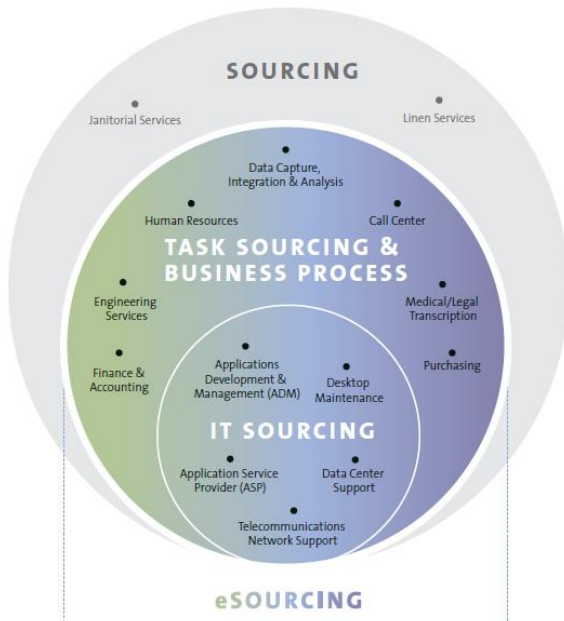 SOURCING
Janitorial Services
Linen Services
Data Capture,
Integration & Analysis
Human Resources
Call Center
TASK SOURCING &
BUSINESS PROCESS
Engineering
Services
Medical/Legal
Transcription
Finance &
Accounting
Purchasing
Applications
Development &
Management (ADM)
Desktop
Maintenance
IT SOURCING
Application Service
Provider (ASP)
Data Center
Support
Telecommunications
Network Support
eSOURCING